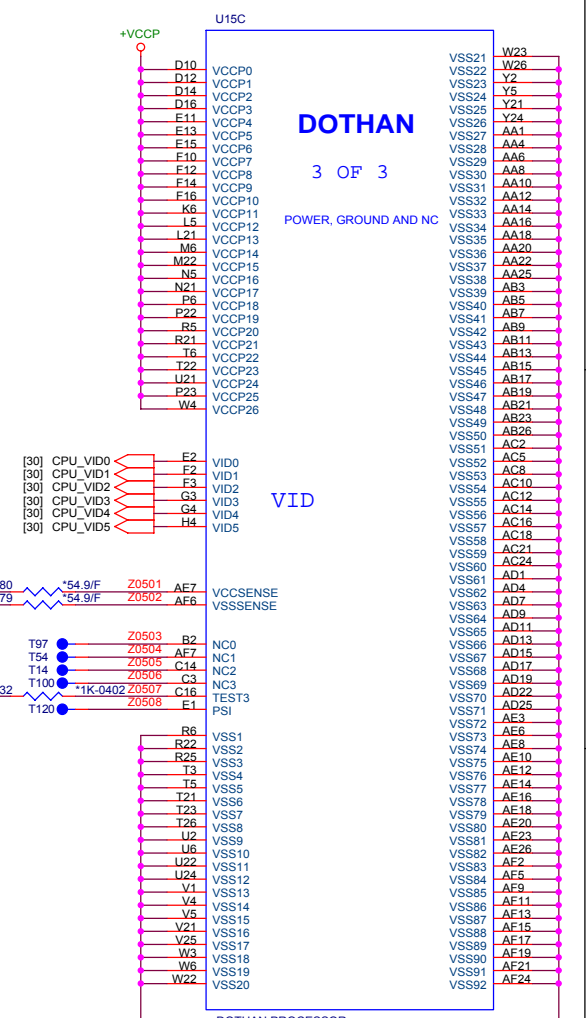 U15C
+VCCP
DOTHAN
3 OF 3
POWER, GROUND AND NC
D10 VCCP0
D12 VCCP1
D14 VCCP2
D16 VCCP3
E11 VCCP4
E13 VCCP5
E15 VCCP6
F10 VCCP7
F12 VCCP8
F14 VCCP9
F16 VCCP10
K6 VCCP11
L5 VCCP12
L21 VCCP13
M6 VCCP14
M22 VCCP15
N5 VCCP16
N21 VCCP17
P6 VCCP18
P22 VCCP19
R5 VCCP20
R21 VCCP21
T6 VCCP22
T22 VCCP23
U21 VCCP24
P23 VCCP25
W4 VCCP26
[30] CPU_VID0 E2 VID0
[30] CPU_VID1 F2 VID1
[30] CPU_VID2 F3 VID2
[30] CPU_VID3 G3 VID3
[30] CPU_VID4 G4 VID4
[30] CPU_VID5 H4 VID5
VID
80 *54.9/F Z0501 AE7 VCCSENSE
79 *54.9/F Z0502 AF6 VSSSENSE
T97 Z0503 B2 NC0
T54 Z0504 AF7 NC1
T14 Z0505 C14 NC2
T100 Z0506 C3 NC3
32 *1K-0402 Z0507 C16 TEST3
T120 Z0508 E1 PSI
R6 VSS1
R22 VSS2
R25 VSS3
T3 VSS4
T5 VSS5
T21 VSS6
T23 VSS7
T26 VSS8
U2 VSS9
U6 VSS10
U22 VSS11
U24 VSS12
V1 VSS13
V4 VSS14
V5 VSS15
V21 VSS16
V25 VSS17
W3 VSS18
W6 VSS19
W22 VSS20
VSS21 W23
VSS22 W26
VSS23 Y2
VSS24 Y5
VSS25 Y21
VSS26 Y24
VSS27 AA1
VSS28 AA4
VSS29 AA6
VSS30 AA8
VSS31 AA10
VSS32 AA12
VSS33 AA14
VSS34 AA16
VSS35 AA18
VSS36 AA20
VSS37 AA22
VSS38 AA25
VSS39 AB3
VSS40 AB5
VSS41 AB7
VSS42 AB9
VSS43 AB11
VSS44 AB13
VSS45 AB15
VSS46 AB17
VSS47 AB19
VSS48 AB21
VSS49 AB23
VSS50 AB26
VSS51 AC2
VSS52 AC5
VSS53 AC8
VSS54 AC10
VSS55 AC12
VSS56 AC14
VSS57 AC16
VSS58 AC18
VSS59 AC21
VSS60 AC24
VSS61 AD1
VSS62 AD4
VSS63 AD7
VSS64 AD9
VSS65 AD11
VSS66 AD13
VSS67 AD15
VSS68 AD17
VSS69 AD19
VSS70 AD22
VSS71 AD25
VSS72 AE3
VSS73 AE6
VSS74 AE8
VSS75 AE10
VSS76 AE12
VSS77 AE14
VSS78 AE16
VSS79 AE18
VSS80 AE20
VSS81 AE23
VSS82 AE26
VSS83 AF2
VSS84 AF5
VSS85 AF9
VSS86 AF11
VSS87 AF13
VSS88 AF15
VSS89 AF17
VSS90 AF19
VSS91 AF21
VSS92 AF24
DOTHAN PROCESSOR